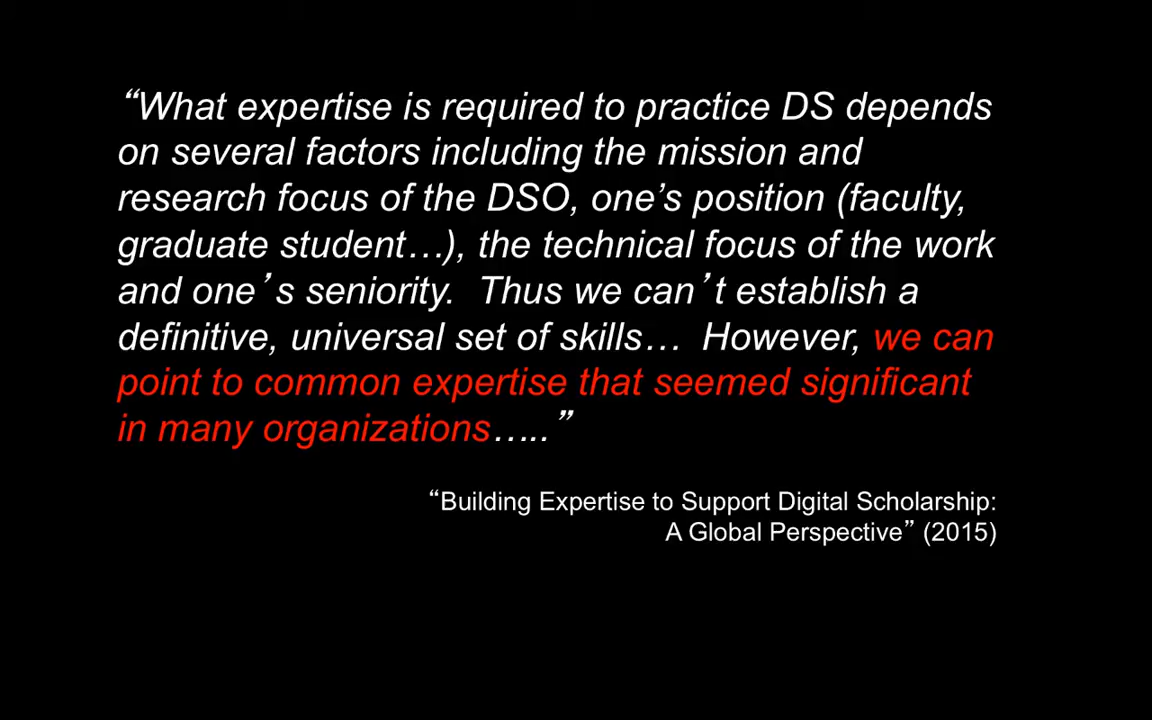 “What expertise is required to practice DS depends
on several factors including the mission and
research focus of the DSO, one’s position (faculty,
graduate student…), the technical focus of the work
and one’s seniority.  Thus we can’t establish a
definitive, universal set of skills…  However, we can
point to common expertise that seemed significant
in many organizations…..”
“Building Expertise to Support Digital Scholarship:
A Global Perspective” (2015)